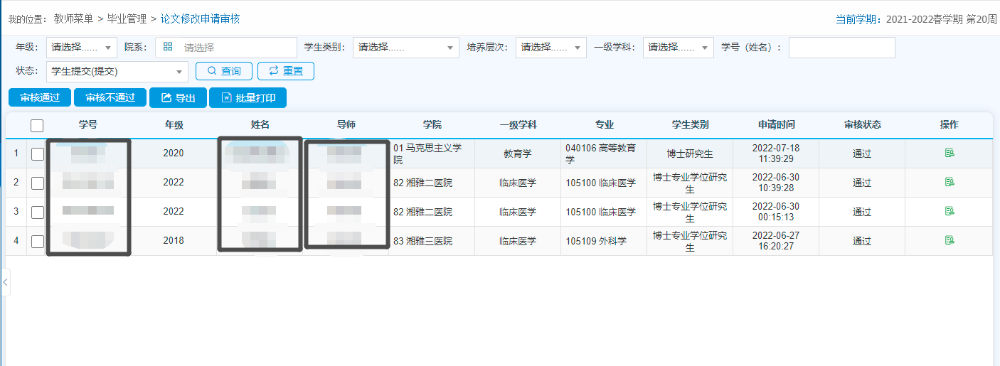 我的位置: 教师菜单 > 毕业管理 > 论文修改申请审核 当前学期: 2021-2022春学期 第20周
年级: 请选择...... 院系: 请选择 学生类别: 请选择...... 培养层次: 请选择...... 一级学科: 请选择...... 学号（姓名）:
状态: 学生提交(提交) 查询 重置
审核通过 审核不通过 导出 批量打印
学号 年级 姓名 导师 学院 一级学科 专业 学生类别 申请时间 审核状态 操作
1 2020 01 马克思主义学院 教育学 040106 高等教育学 博士研究生 2022-07-18 11:39:29 通过
2 2022 82 湘雅二医院 临床医学 105100 临床医学 博士专业学位研究生 2022-06-30 10:39:28 通过
3 2022 82 湘雅二医院 临床医学 105100 临床医学 博士专业学位研究生 2022-06-30 00:15:13 通过
4 2018 83 湘雅三医院 临床医学 105109 外科学 博士专业学位研究生 2022-06-27 16:20:27 通过